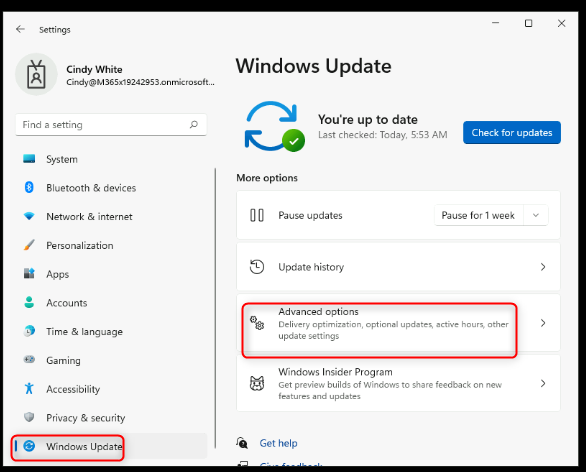 Settings
Cindy White
Cindy@M365x19242953.onmicrosoft...
Find a setting
System
Bluetooth & devices
Network & internet
Personalization
Apps
Accounts
Time & language
Gaming
Accessibility
Privacy & security
Windows Update
Windows Update
You're up to date
Last checked: Today, 5:53 AM
Check for updates
More options
Pause updates
Pause for 1 week
Update history
Advanced options
Delivery optimization, optional updates, active hours, other
update settings
Windows Insider Program
Get preview builds of Windows to share feedback on new
features and updates
Get help
Give feedback